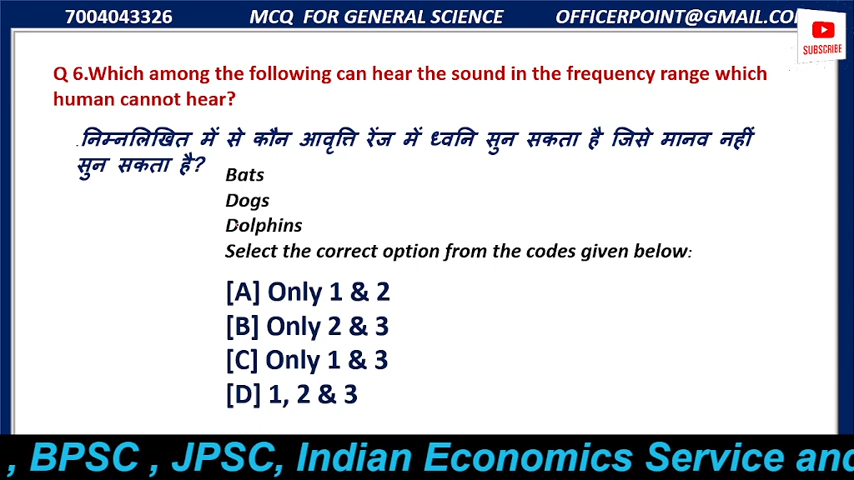 7004043326 MCQ FOR GENERAL SCIENCE OFFICERPOINT@GMAIL.CO
SUBSCRIBE
Q 6.Which among the following can hear the sound in the frequency range which
human cannot hear?
.निम्नलिखित में से कौन आवृत्ति रेंज में ध्वनि सुन सकता है जिसे मानव नहीं
सुन सकता है?
Bats
Dogs
Dolphins
Select the correct option from the codes given below:
[A] Only 1 & 2
[B] Only 2 & 3
[C] Only 1 & 3
[D] 1, 2 & 3
, BPSC , JPSC, Indian Economics Service and